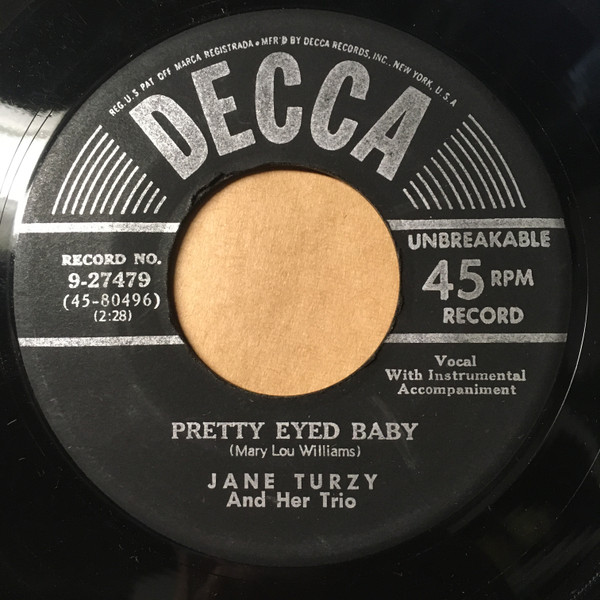 REG. U.S PAT OFF MARCA REGISTRADA • MFR'D BY DECCA RECORDS, INC., NEW YORK, U.S.A
DECCA
RECORD NO.
9-27479
(45-80496)
(2:28)
UNBREAKABLE
45 RPM
RECORD
Vocal
With Instrumental
Accompaniment
PRETTY EYED BABY
(Mary Lou Williams)
JANE TURZY
And Her Trio